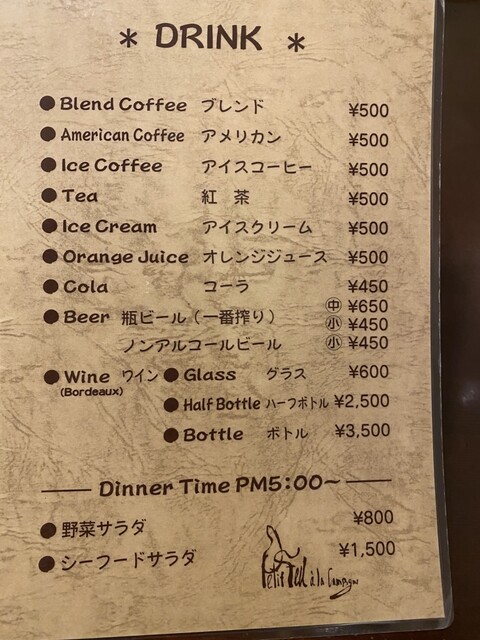 * DRINK *
● Blend Coffee ブレンド ¥500
● American Coffee アメリカン ¥500
● Ice Coffee アイスコーヒー ¥500
● Tea 紅 茶 ¥500
● Ice Cream アイスクリーム ¥500
● Orange Juice オレンジジュース ¥500
● Cola コーラ ¥450
● Beer 瓶ビール(一番搾り) ㊥ ¥650
㊙小 ¥450
ノンアルコールビール 小 ¥450
● Wine ワイン ● Glass グラス ¥600
(Bordeaux)
● Half Bottle ハーフボトル ¥2,500
● Bottle ボトル ¥3,500
Dinner Time PM5:00~
● 野菜サラダ ¥800
● シーフードサラダ ¥1,500
Petit à la Campagne